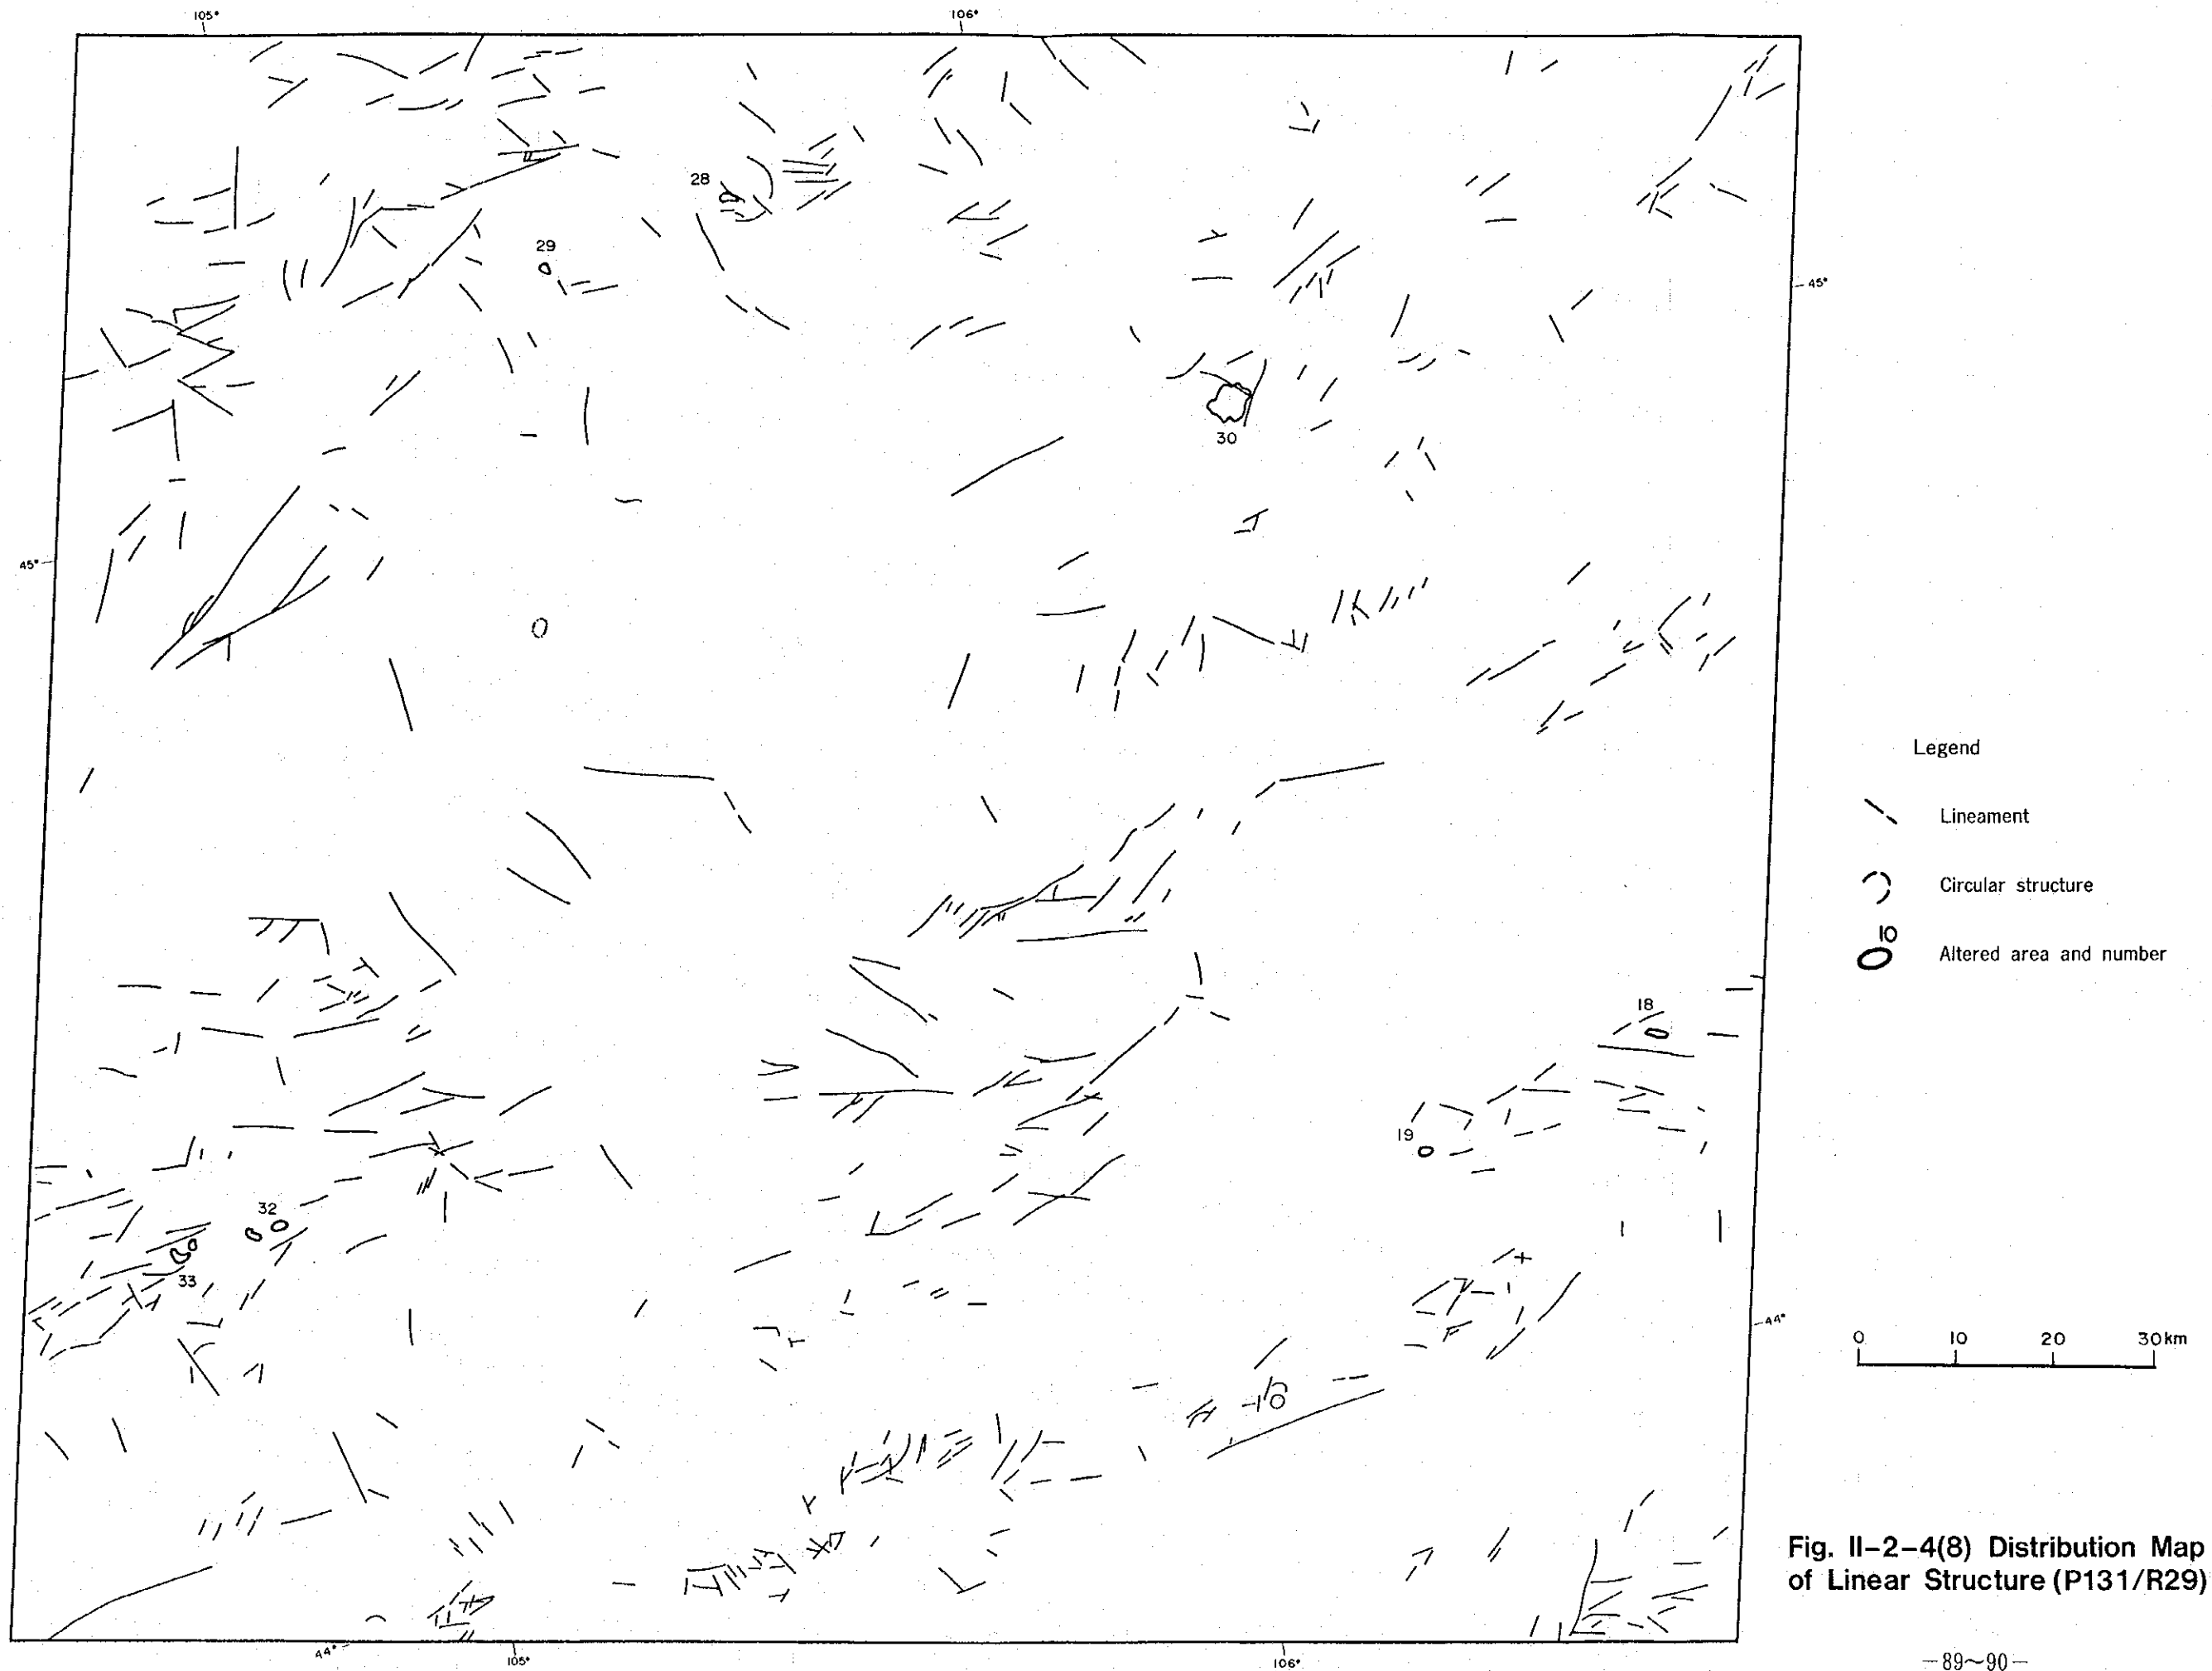 105°
106°
28
29
45°
30
45°
Legend
Lineament
Circular structure
10
Altered area and number
18
19
32
33
44°
0 10 20 30km
Fig. II-2-4(8) Distribution Map
of Linear Structure (P131/R29)
44°
105°
106°
-89~90-